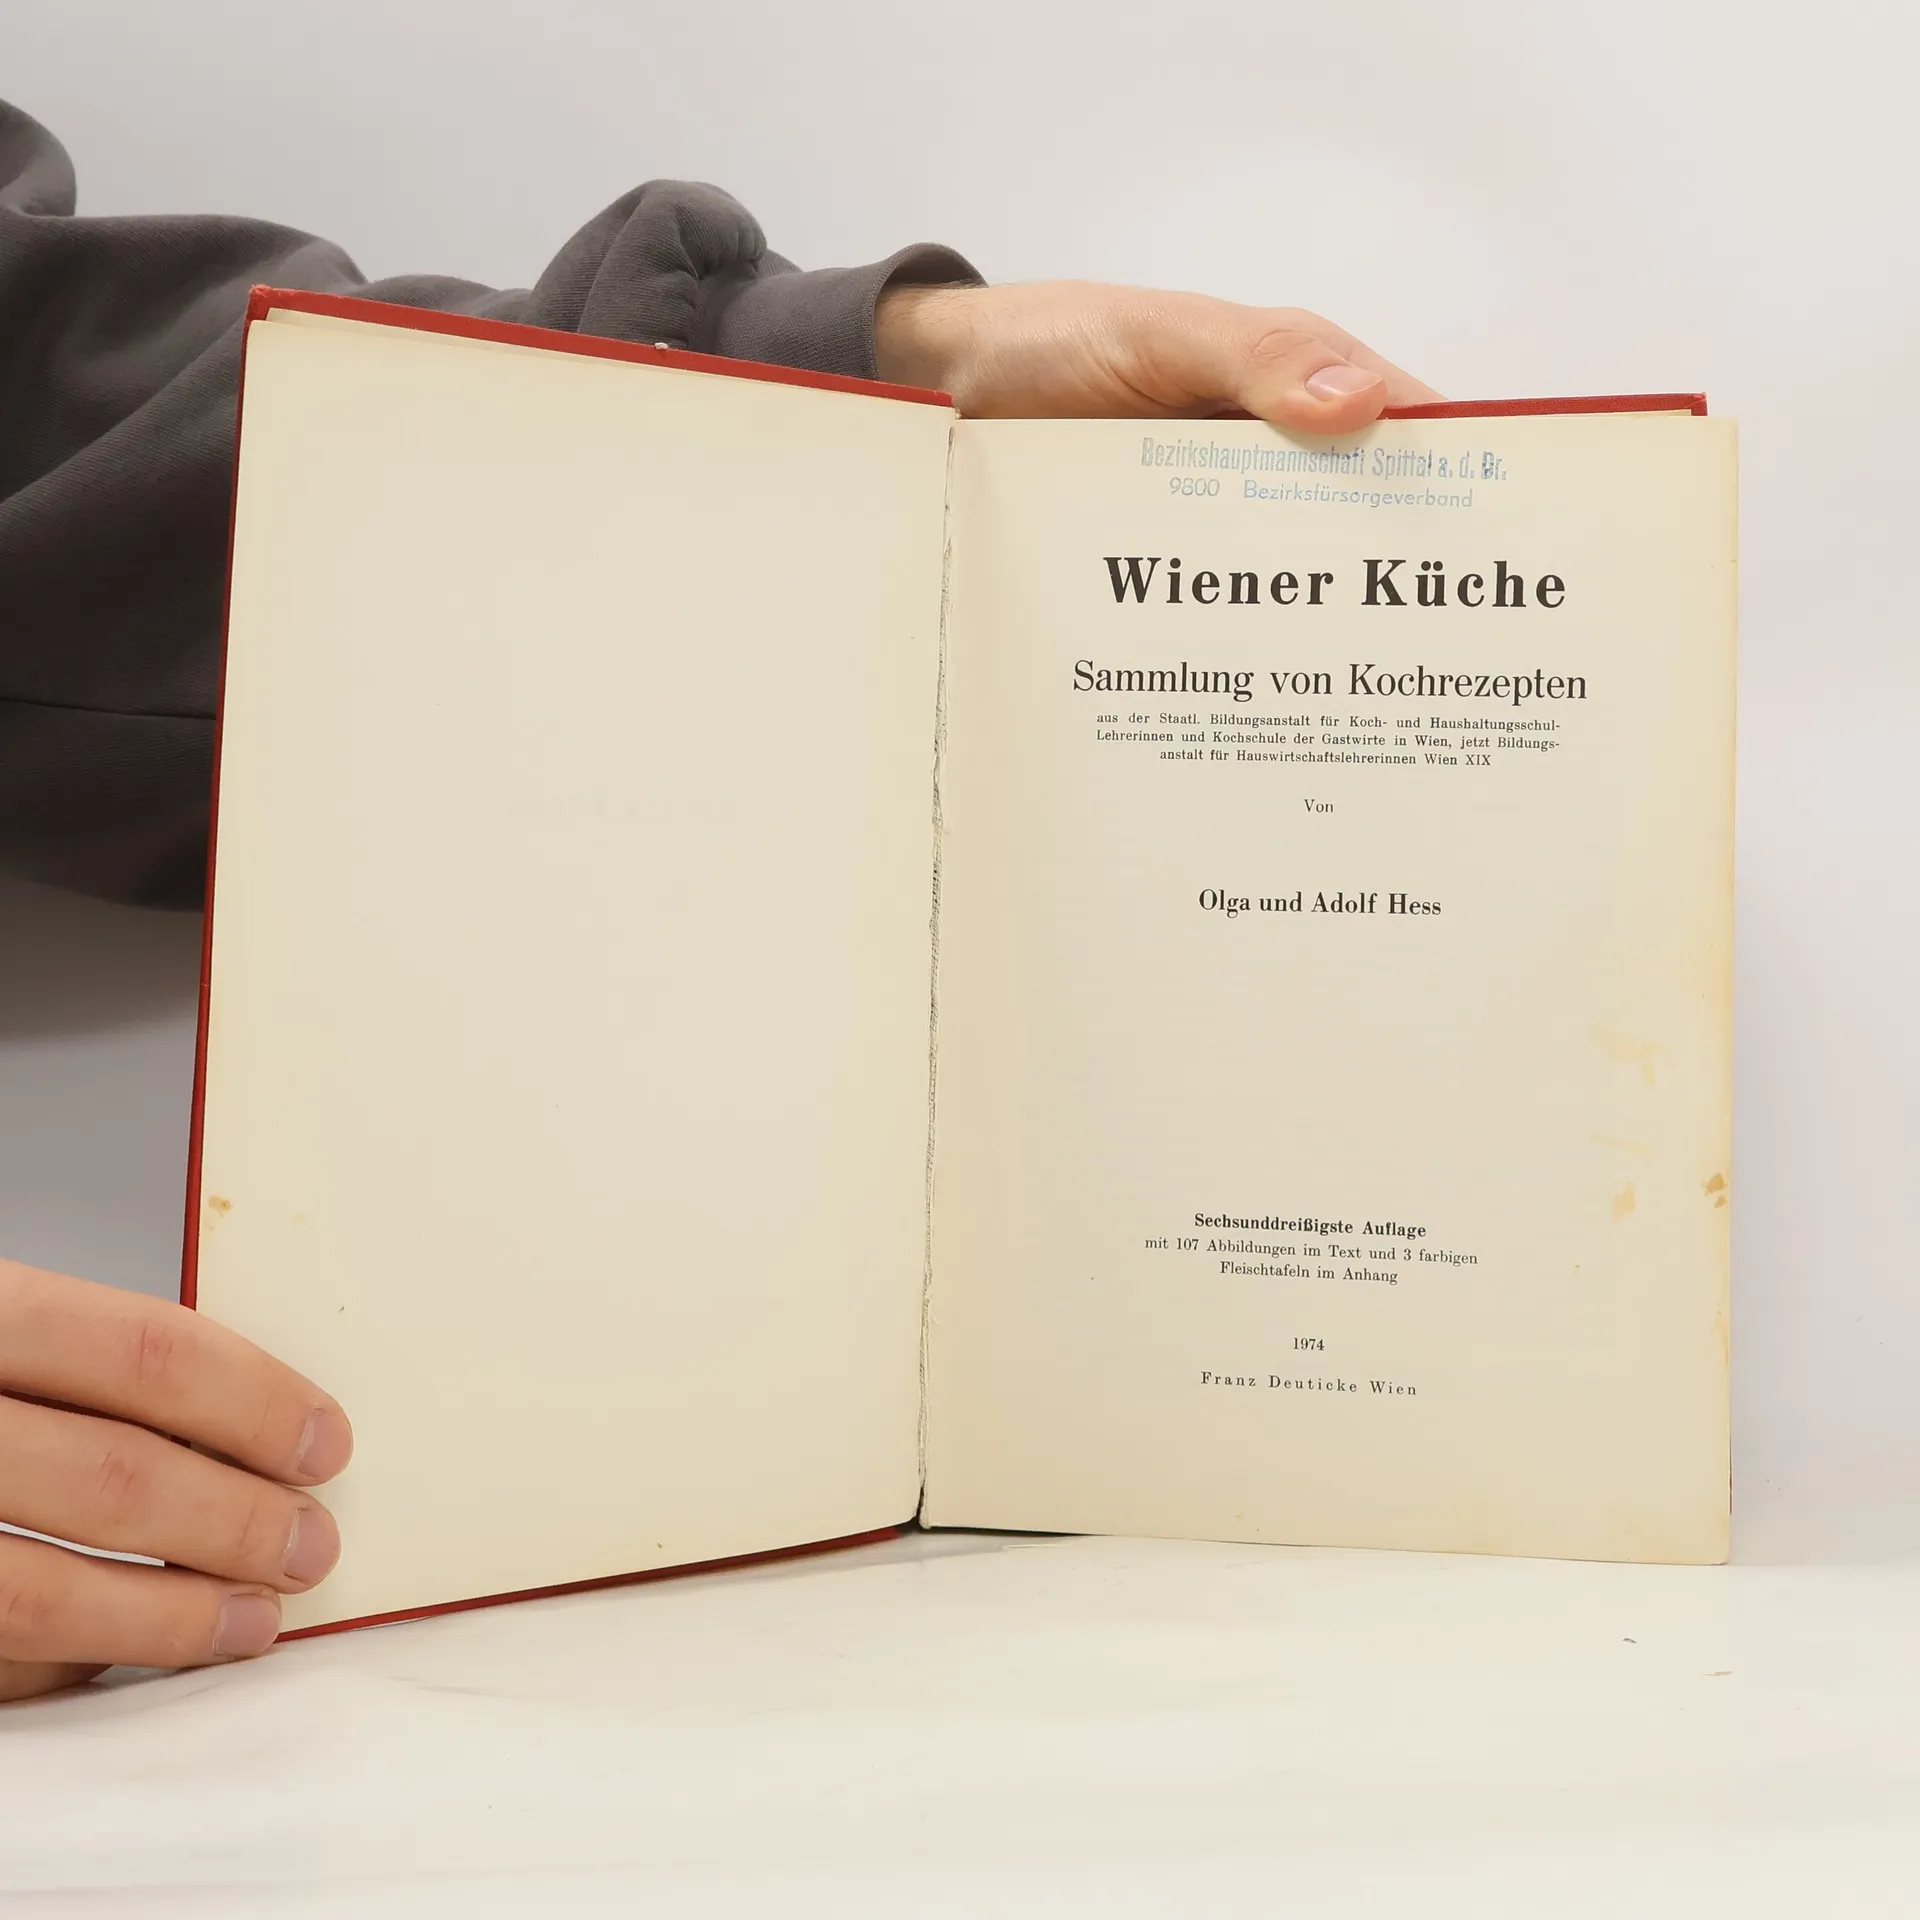 Bezirkshauptmannschaft Spittal a. d. Dr.
9800 Bezirksfürsorgeverband
Wiener Küche
Sammlung von Kochrezepten
aus der Staatl. Bildungsanstalt für Koch- und Haushaltungsschul-
Lehrerinnen und Kochschule der Gastwirte in Wien, jetzt Bildungs-
anstalt für Hauswirtschaftslehrerinnen Wien XIX
Von
Olga und Adolf Hess
Sechsunddreißigste Auflage
mit 107 Abbildungen im Text und 3 farbigen
Fleischtafeln im Anhang
1974
Franz Deuticke Wien